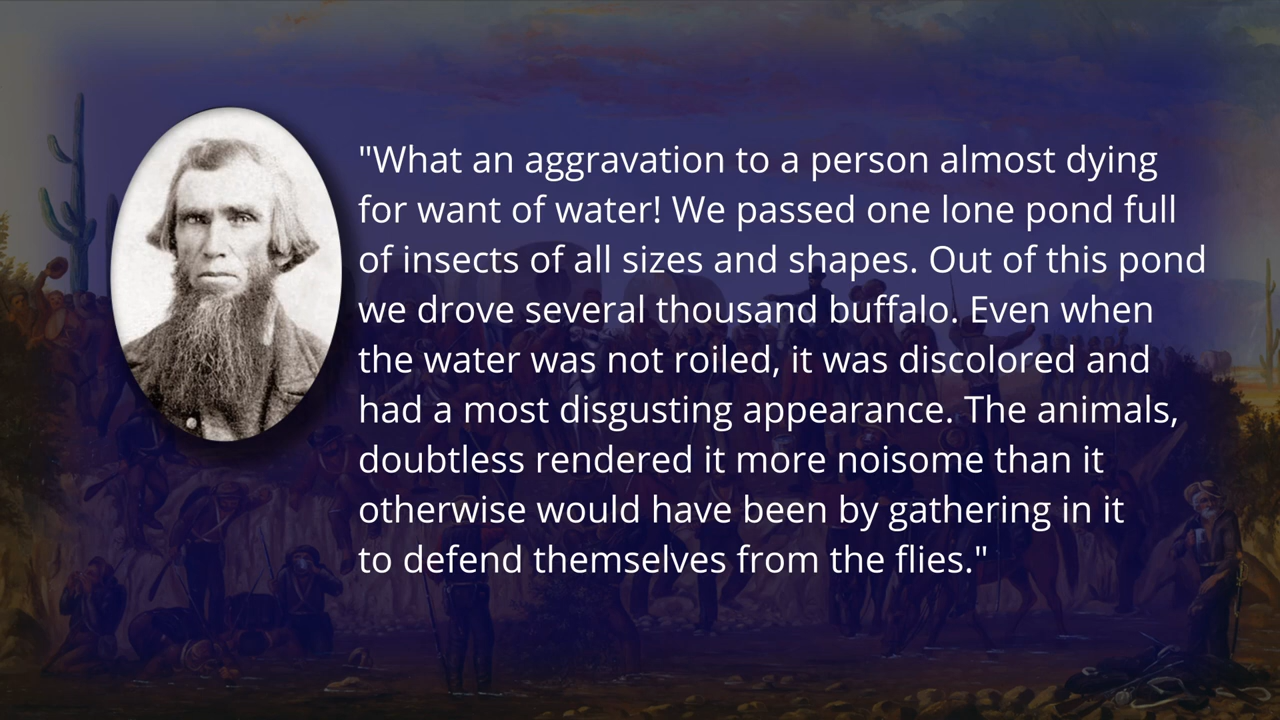 "What an aggravation to a person almost dying
for want of water! We passed one lone pond full
of insects of all sizes and shapes. Out of this pond
we drove several thousand buffalo. Even when
the water was not roiled, it was discolored and
had a most disgusting appearance. The animals,
doubtless rendered it more noisome than it
otherwise would have been by gathering in it
to defend themselves from the flies."